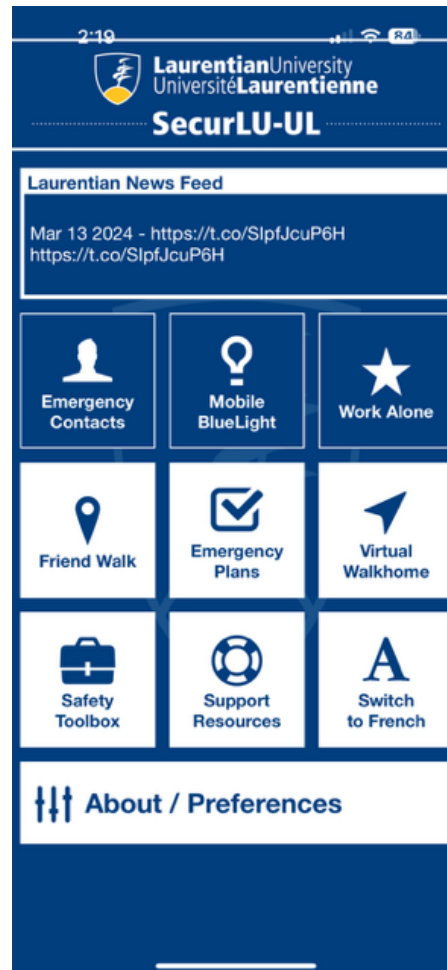 2:19
84
LaurentianUniversity
UniversitéLaurentienne
SecurLU-UL
Laurentian News Feed
Mar 13 2024 - https://t.co/SlpfJcuP6H
https://t.co/SlpfJcuP6H
Emergency
Contacts
Mobile
BlueLight
Work Alone
Friend Walk
Emergency
Plans
Virtual
Walkhome
Safety
Toolbox
Support
Resources
A
Switch
to French
About / Preferences